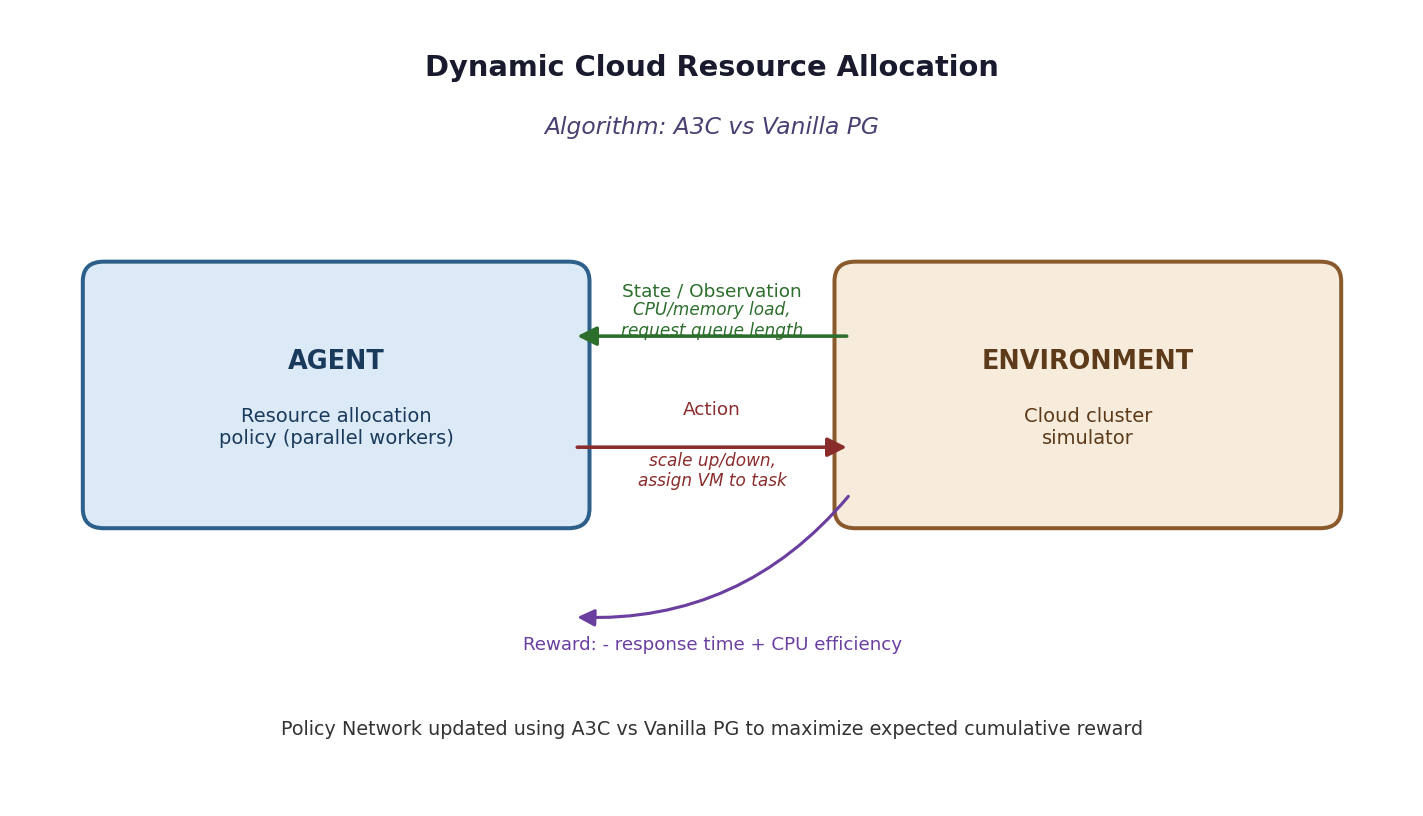 Dynamic Cloud Resource Allocation
Algorithm: A3C vs Vanilla PG
AGENT
Resource allocation
policy (parallel workers)
State / Observation
CPU/memory load,
request queue length
Action
scale up/down,
assign VM to task
ENVIRONMENT
Cloud cluster
simulator
Reward: - response time + CPU efficiency
Policy Network updated using A3C vs Vanilla PG to maximize expected cumulative reward